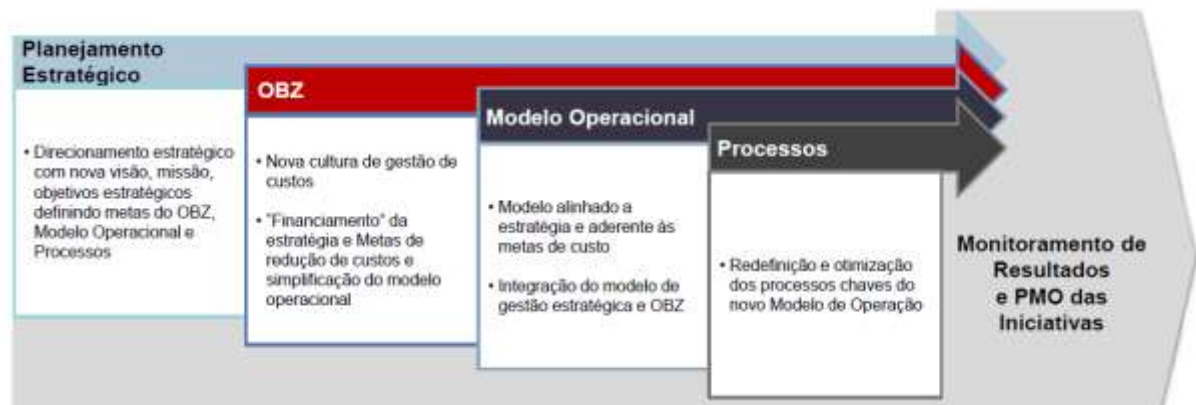 Planejamento
Estratégico
• Direcionamento estratégico
com nova visão, missão,
objetivos estratégicos
definindo metas do OBZ,
Modelo Operacional e
Processos
OBZ
• Nova cultura de gestão de
custos
• "Financiamento" da
estratégia e Metas de
redução de custos e
simplificação do modelo
operacional
Modelo Operacional
• Modelo alinhado a
estratégia e aderente às
metas de custo
• Integração do modelo de
gestão estratégica e OBZ
Processos
• Redefinição e otimização
dos processos chaves do
novo Modelo de Operação
Monitoramento de
Resultados
e PMO das
Iniciativas